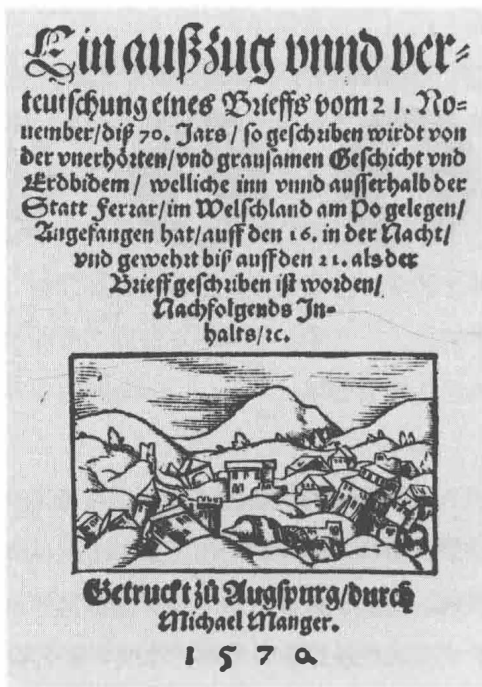 Ein außzug vnnd ver⸗
teutschung eines Brieffs vom 21. No⸗
uember/diß 70. Jars/ so geschriben wirdt von
der vnerhörten/vnd grausamen Geschicht vnd
Erdbidem/ welliche inn vnnd ausserhalb der
Statt Ferrar/im Welschland am Po gelegen/
Angefangen hat/auff den 16. in der Nacht/
vnd gewehrt biß auff den 21. als der
Brieff geschriben ist worden/
Nachfolgends In⸗
halts/ꝛc.
Getruckt zů Augspurg/durch
Michael Manger.